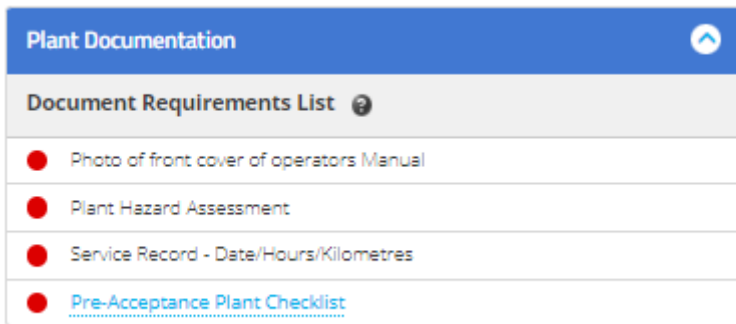 Plant Documentation
Document Requirements List
Photo of front cover of operators Manual
Plant Hazard Assessment
Service Record - Date/Hours/Kilometres
Pre-Acceptance Plant Checklist